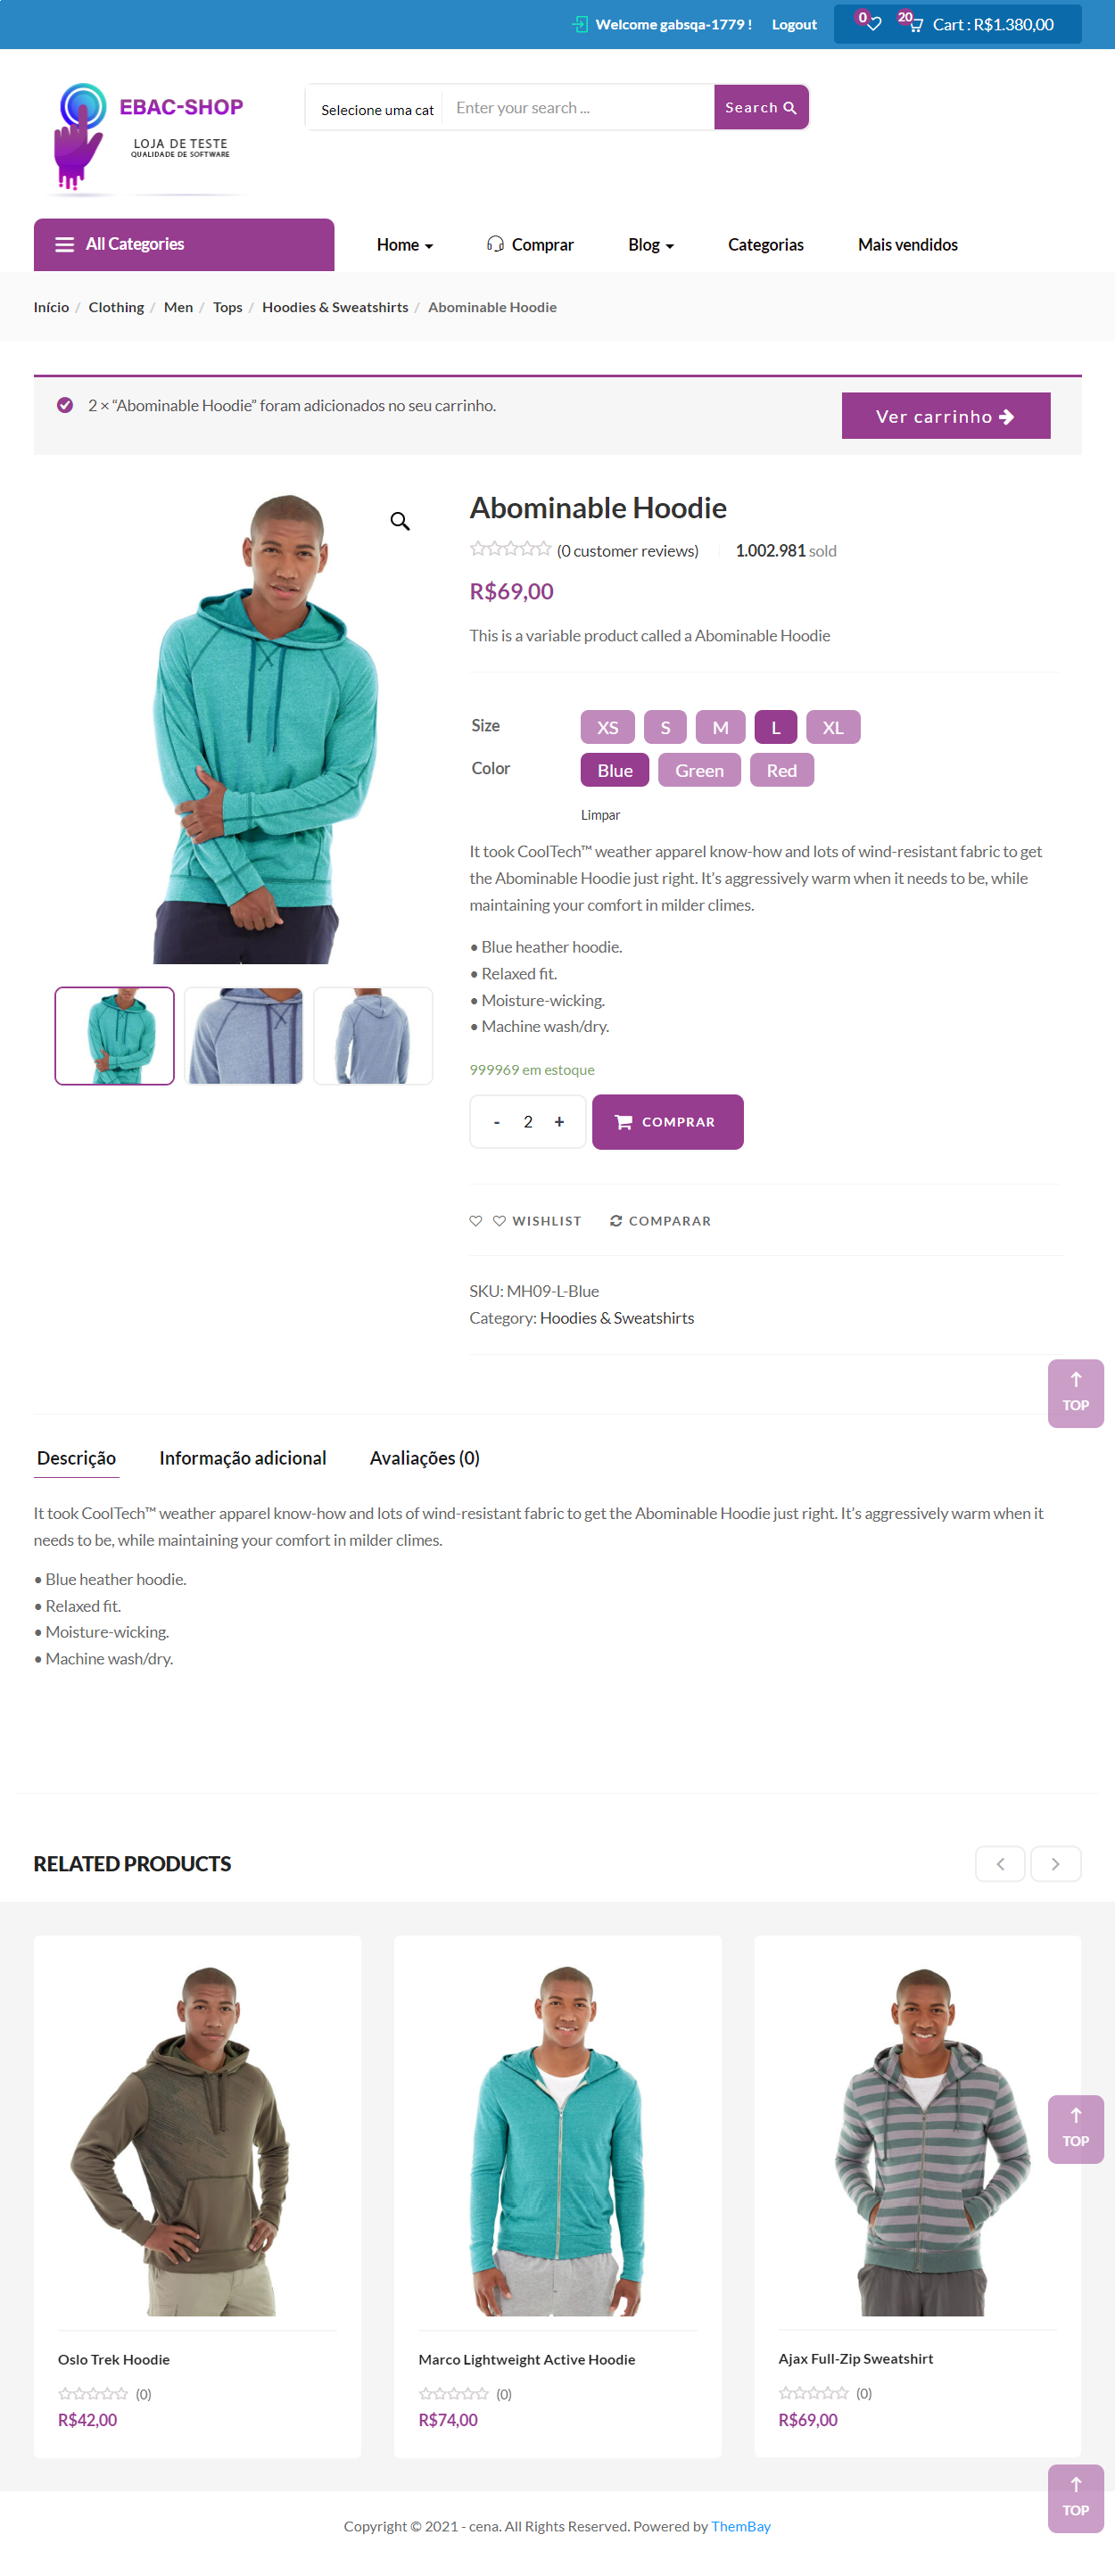 Welcome gabsqa-1779 ! Logout 0 20 Cart : R$1.380,00
EBAC-SHOP
LOJA DE TESTE
QUALIDADE DE SOFTWARE
Selecione uma cat Enter your search ... Search
All Categories Home Comprar Blog Categorias Mais vendidos
Início / Clothing / Men / Tops / Hoodies & Sweatshirts / Abominable Hoodie
2 × “Abominable Hoodie” foram adicionados no seu carrinho. Ver carrinho
Abominable Hoodie
(0 customer reviews) 1.002.981 sold
R$69,00
This is a variable product called a Abominable Hoodie
Size XS S M L XL
Color Blue Green Red
Limpar
It took CoolTech™ weather apparel know-how and lots of wind-resistant fabric to get
the Abominable Hoodie just right. It’s aggressively warm when it needs to be, while
maintaining your comfort in milder climes.
• Blue heather hoodie.
• Relaxed fit.
• Moisture-wicking.
• Machine wash/dry.
999969 em estoque
- 2 + COMPRAR
WISHLIST COMPARAR
SKU: MH09-L-Blue
Category: Hoodies & Sweatshirts
TOP
Descrição Informação adicional Avaliações (0)
It took CoolTech™ weather apparel know-how and lots of wind-resistant fabric to get the Abominable Hoodie just right. It’s aggressively warm when it
needs to be, while maintaining your comfort in milder climes.
• Blue heather hoodie.
• Relaxed fit.
• Moisture-wicking.
• Machine wash/dry.
RELATED PRODUCTS
TOP
Oslo Trek Hoodie
(0)
R$42,00
Marco Lightweight Active Hoodie
(0)
R$74,00
Ajax Full-Zip Sweatshirt
(0)
R$69,00
TOP
Copyright © 2021 - cena. All Rights Reserved. Powered by ThemBay